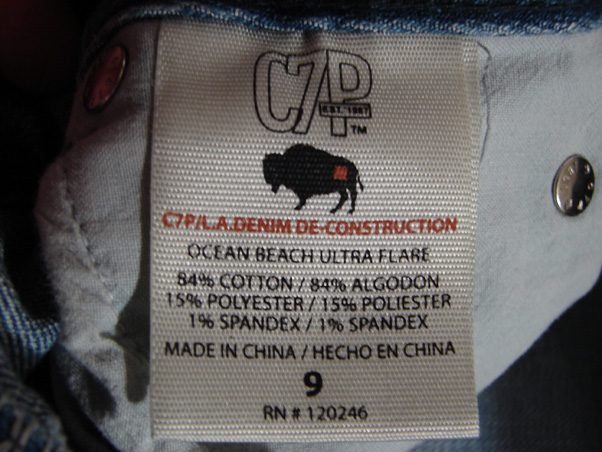 C7P
EST. 1967
TM
C7P/L.A.DENIM DE-CONSTRUCTION
OCEAN BEACH ULTRA FLARE
84% COTTON / 84% ALGODON
15% POLYESTER / 15% POLIESTER
1% SPANDEX / 1% SPANDEX
MADE IN CHINA / HECHO EN CHINA
9
RN # 120246